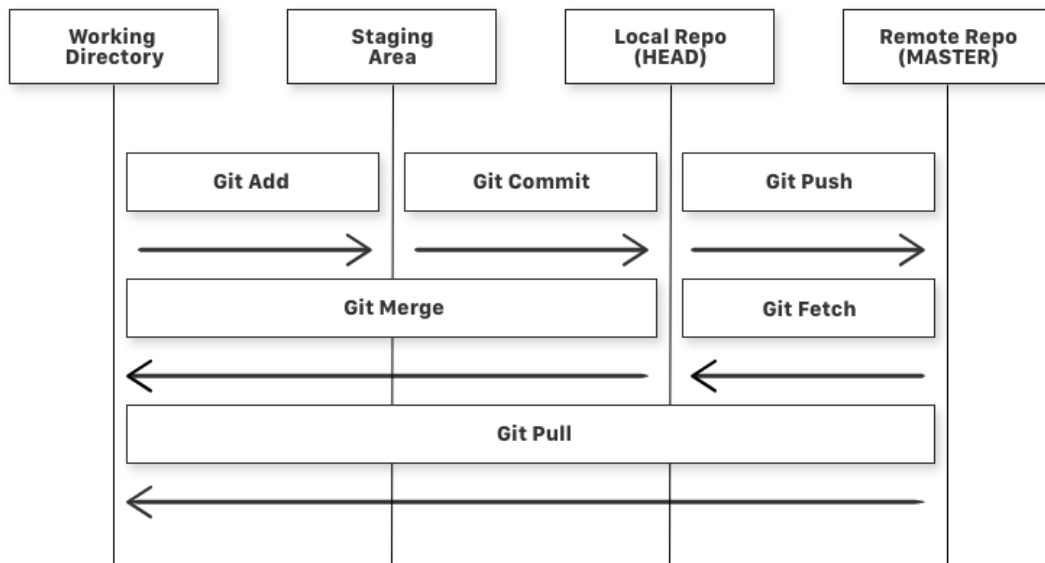 Working
Directory
Staging
Area
Local Repo
(HEAD)
Remote Repo
(MASTER)
Git Add
Git Commit
Git Push
Git Merge
Git Fetch
Git Pull